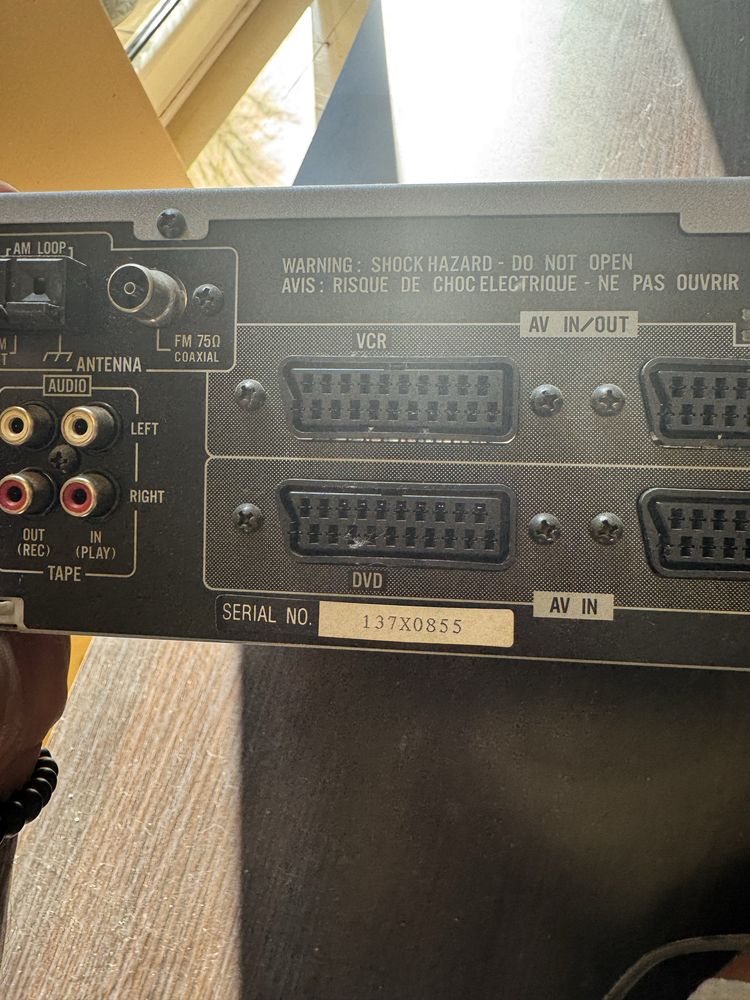 AM LOOP
FM 75Ω
COAXIAL
ANTENNA
WARNING : SHOCK HAZARD - DO NOT OPEN
AVIS : RISQUE DE CHOC ELECTRIQUE - NE PAS OUVRIR
AV IN/OUT
VCR
AUDIO
LEFT
RIGHT
OUT
(REC)
IN
(PLAY)
TAPE
DVD
AV IN
SERIAL NO.
137X0855